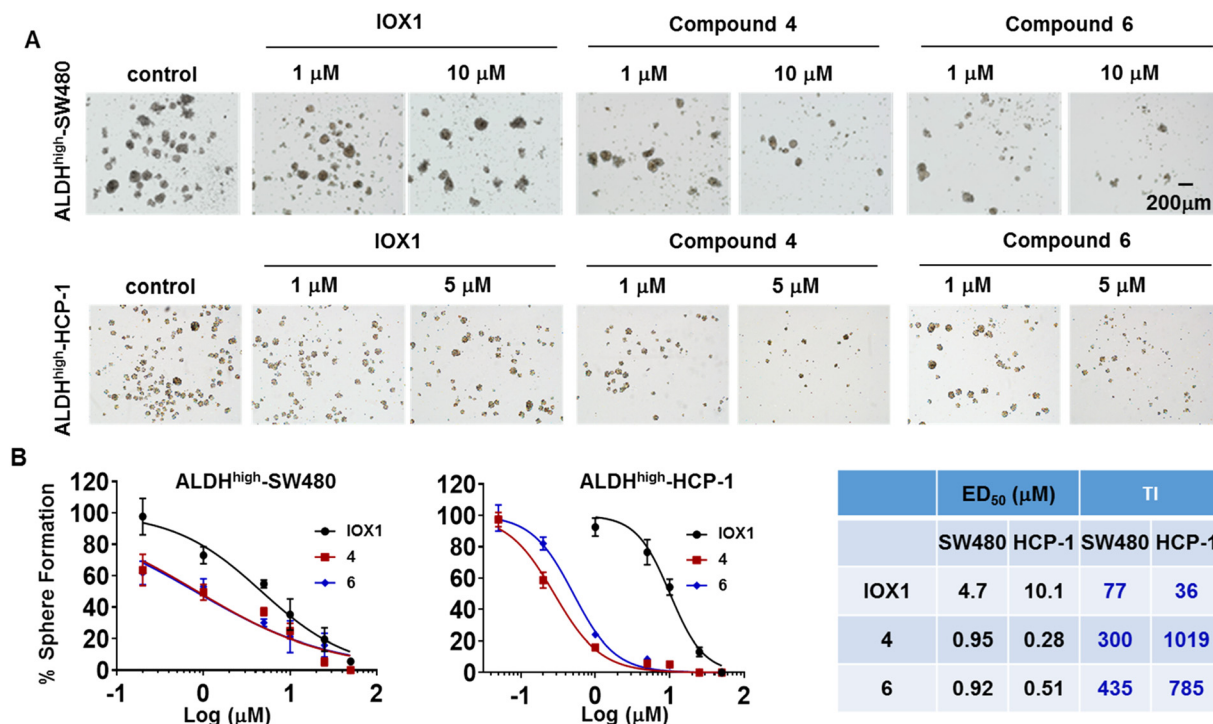 A
IOX1 Compound 4 Compound 6
control 1 μM 10 μM 1 μM 10 μM 1 μM 10 μM
ALDHhigh-SW480
200μm
IOX1 Compound 4 Compound 6
control 1 μM 5 μM 1 μM 5 μM 1 μM 5 μM
ALDHhigh-HCP-1
B
% Sphere Formation
ALDHhigh-SW480
120
100
80
60
40
20
0
-1 0 1 2
Log (μM)
IOX1
4
6
ALDHhigh-HCP-1
120
100
80
60
40
20
0
-1 0 1 2
Log (μM)
IOX1
4
6
ED50 (μM) TI
SW480 HCP-1 SW480 HCP-1
IOX1 4.7 10.1 77 36
4 0.95 0.28 300 1019
6 0.92 0.51 435 785